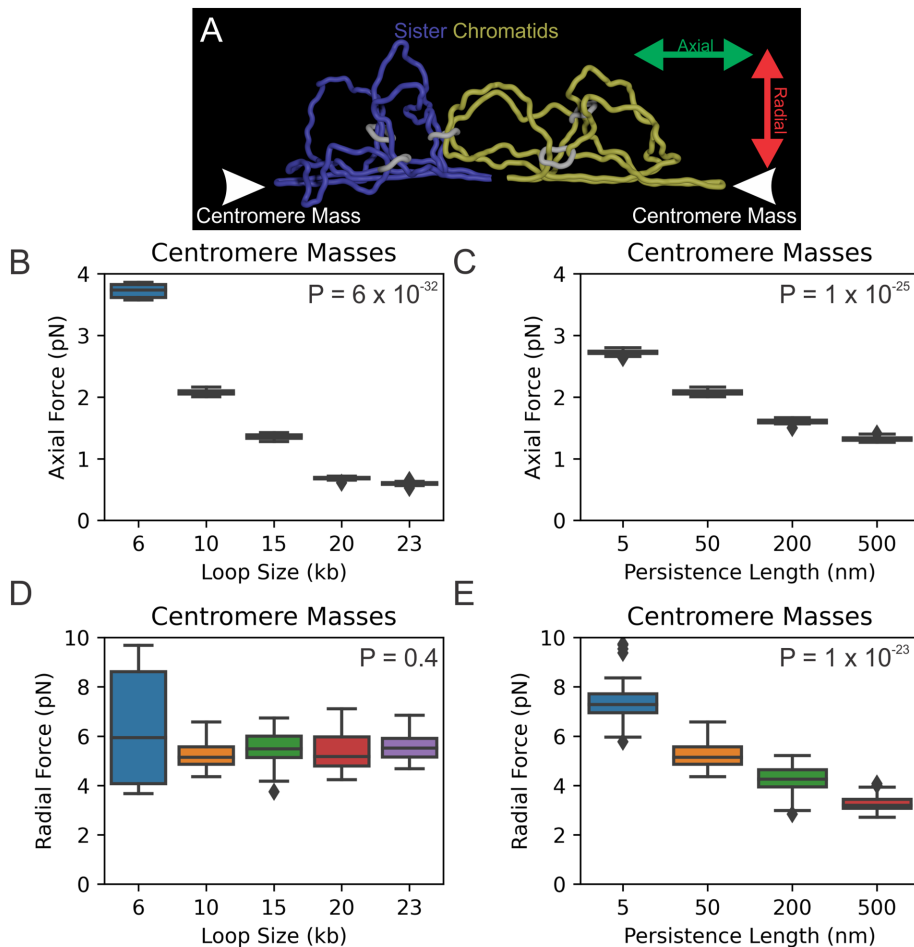 A
Sister Chromatids
Axial
Radial
Centromere Mass
Centromere Mass
B
Centromere Masses
P = 6 x 10⁻³²
Axial Force (pN)
4
3
2
1
0
6 10 15 20 23
Loop Size (kb)
C
Centromere Masses
P = 1 x 10⁻²⁵
Axial Force (pN)
4
3
2
1
0
5 50 200 500
Persistence Length (nm)
D
Centromere Masses
P = 0.4
Radial Force (pN)
10
8
6
4
2
0
6 10 15 20 23
Loop Size (kb)
E
Centromere Masses
P = 1 x 10⁻²³
Radial Force (pN)
10
8
6
4
2
0
5 50 200 500
Persistence Length (nm)